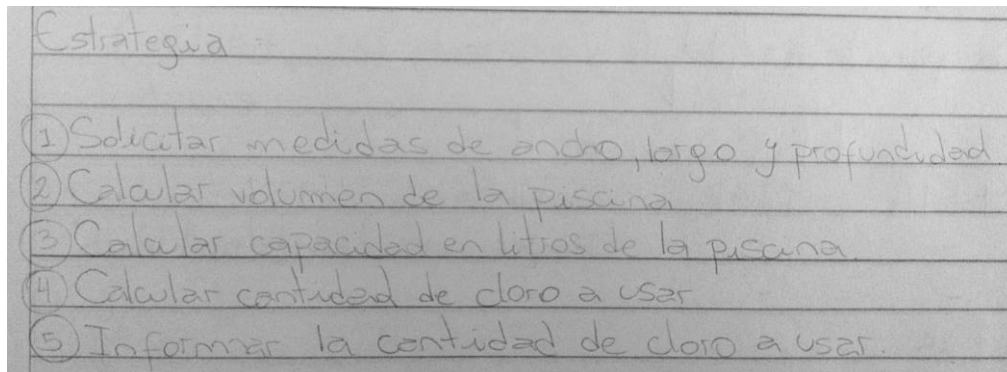 Estrategia
① Solicitar medidas de ancho, largo y profundidad.
② Calcular volumen de la piscina
③ Calcular capacidad en litros de la piscina.
④ Calcular cantidad de cloro a usar
⑤ Informar la cantidad de cloro a usar.